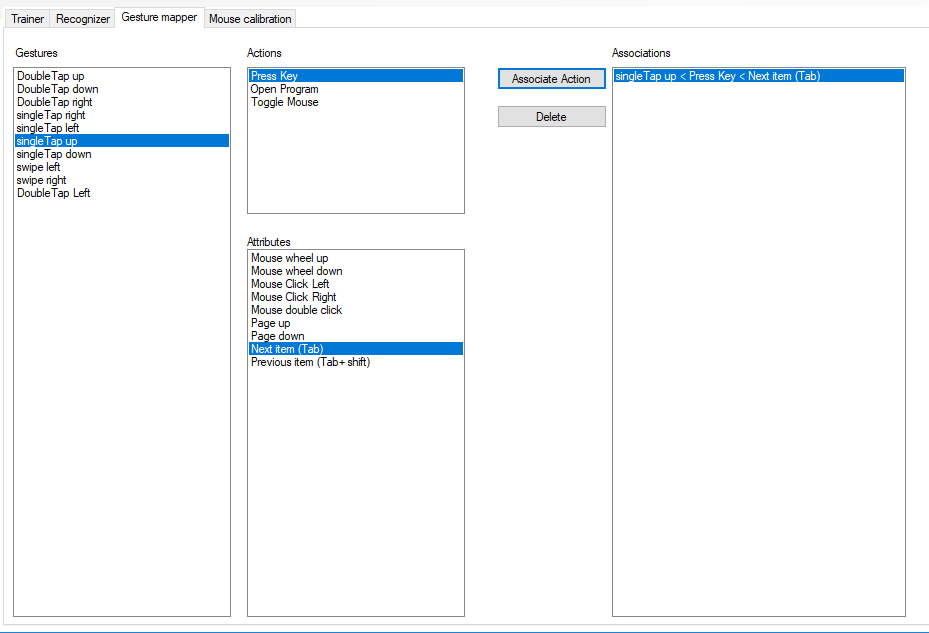 Trainer
Recognizer
Gesture mapper
Mouse calibration
Gestures
DoubleTap up
DoubleTap down
DoubleTap right
singleTap right
singleTap left
singleTap up
singleTap down
swipe left
swipe right
DoubleTap Left
Actions
Press Key
Open Program
Toggle Mouse
Attributes
Mouse wheel up
Mouse wheel down
Mouse Click Left
Mouse Click Right
Mouse double click
Page up
Page down
Next item (Tab)
Previous item (Tab+ shift)
Associate Action
Delete
Associations
singleTap up < Press Key < Next item (Tab)